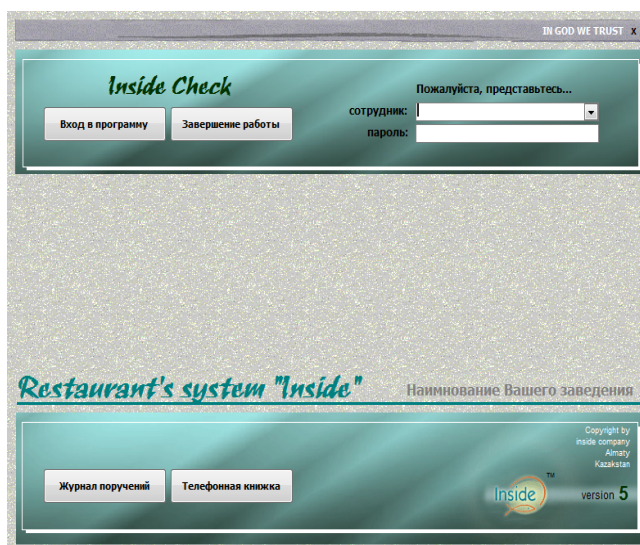 IN GOD WE TRUST x
Inside Check
Пожалуйста, представьтесь...
Вход в программу Завершение работы
сотрудник:
пароль:
Restaurant's system "Inside" Наимнование Вашего заведения
Copyright by
inside company
Almaty
Kazakstan
Журнал поручений Телефонная книжка
Inside TM version 5